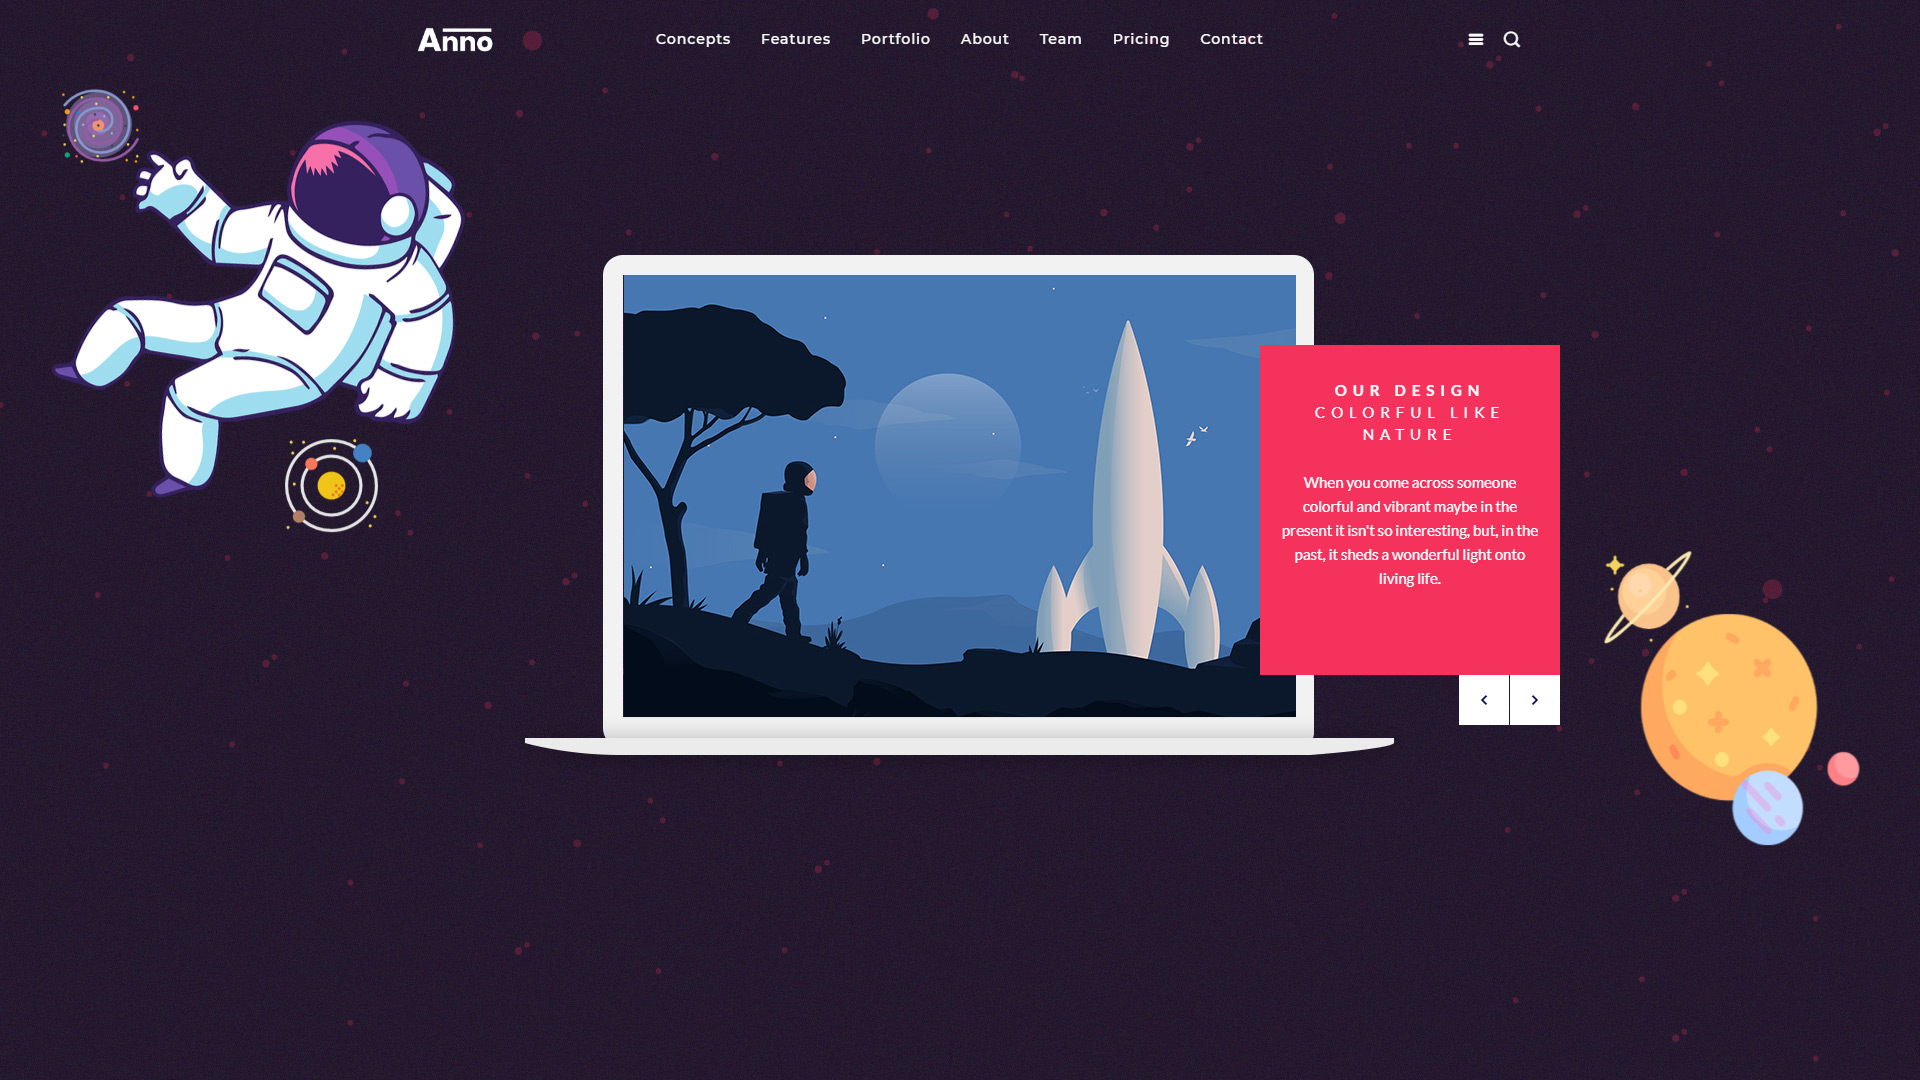 Anno
Concepts Features Portfolio About Team Pricing Contact
OUR DESIGN
COLORFUL LIKE
NATURE
When you come across someone
colorful and vibrant maybe in the
present it isn't so interesting, but, in the
past, it sheds a wonderful light onto
living life.